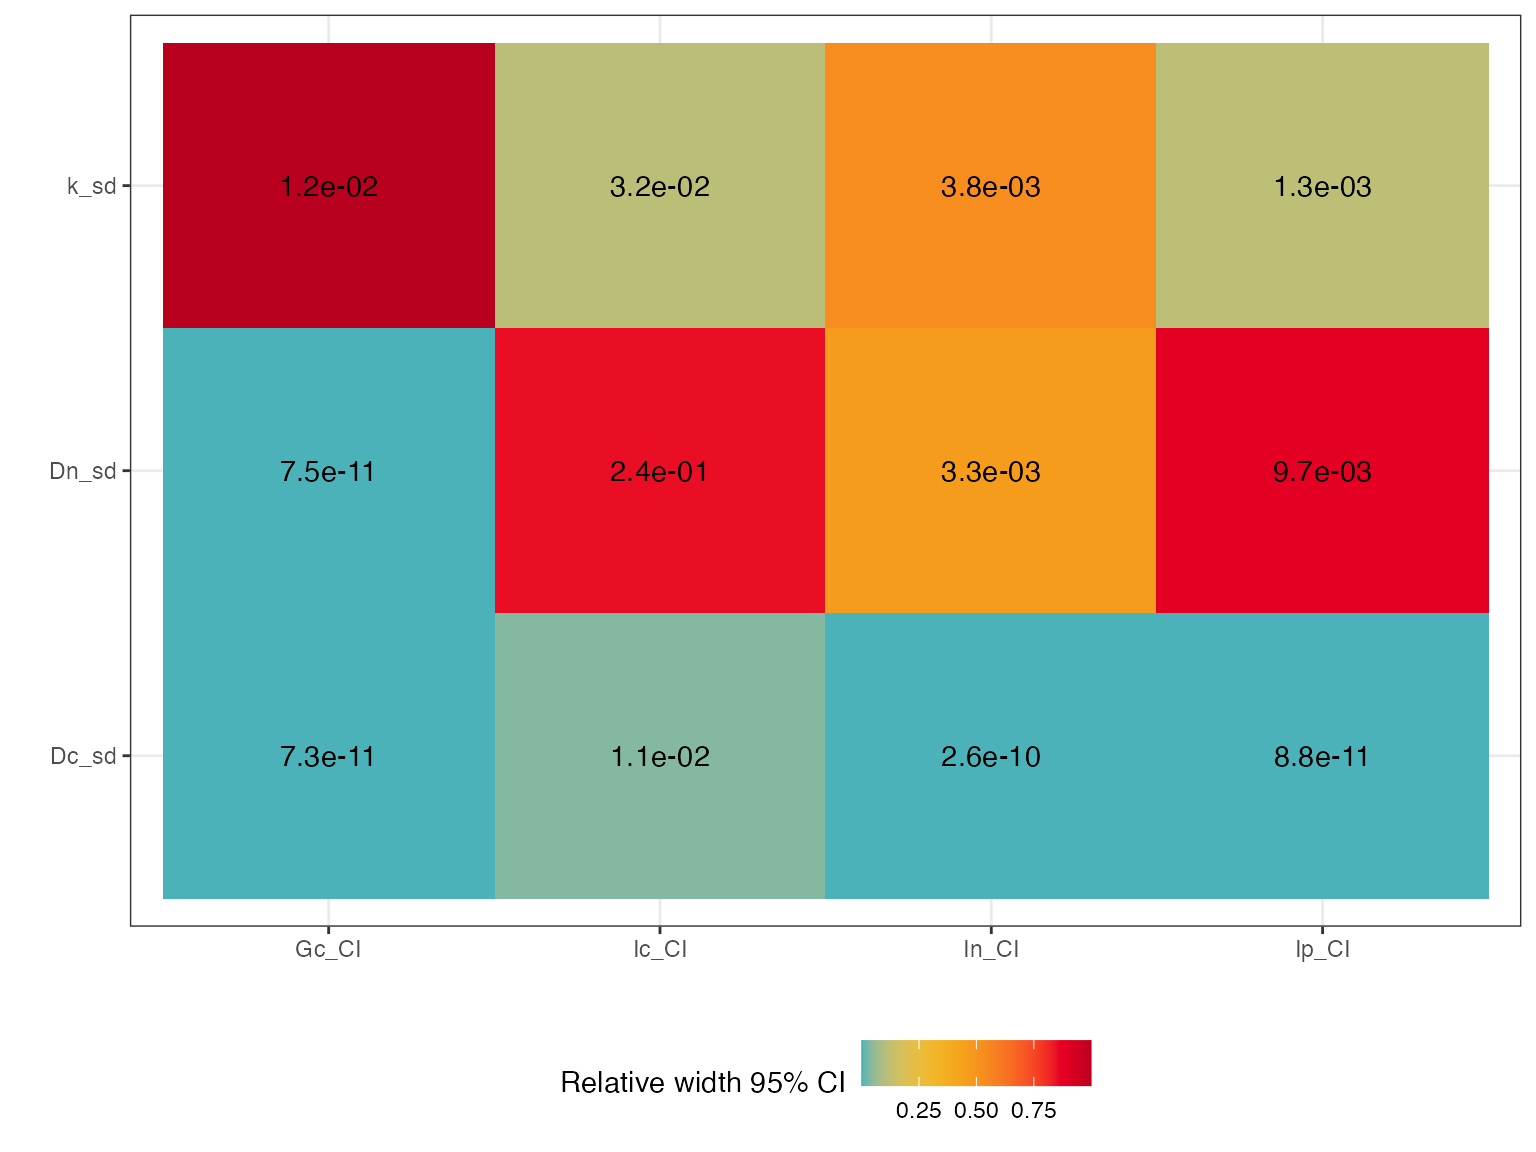 k_sd 1.2e-02 3.2e-02 3.8e-03 1.3e-03
Dn_sd 7.5e-11 2.4e-01 3.3e-03 9.7e-03
Dc_sd 7.3e-11 1.1e-02 2.6e-10 8.8e-11
Gc_CI Ic_CI In_CI Ip_CI
Relative width 95% CI
0.25 0.50 0.75